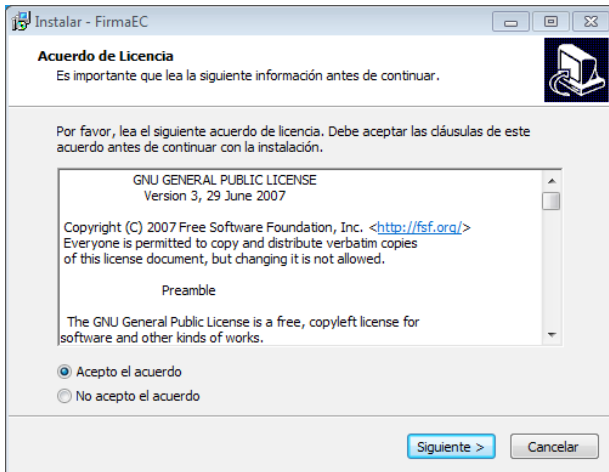 Instalar - FirmaEC
Acuerdo de Licencia
Es importante que lea la siguiente información antes de continuar.
Por favor, lea el siguiente acuerdo de licencia. Debe aceptar las cláusulas de este
acuerdo antes de continuar con la instalación.
GNU GENERAL PUBLIC LICENSE
Version 3, 29 June 2007
Copyright (C) 2007 Free Software Foundation, Inc. <http://fsf.org/>
Everyone is permitted to copy and distribute verbatim copies
of this license document, but changing it is not allowed.
Preamble
The GNU General Public License is a free, copyleft license for
software and other kinds of works.
Acepto el acuerdo
No acepto el acuerdo
Siguiente >
Cancelar